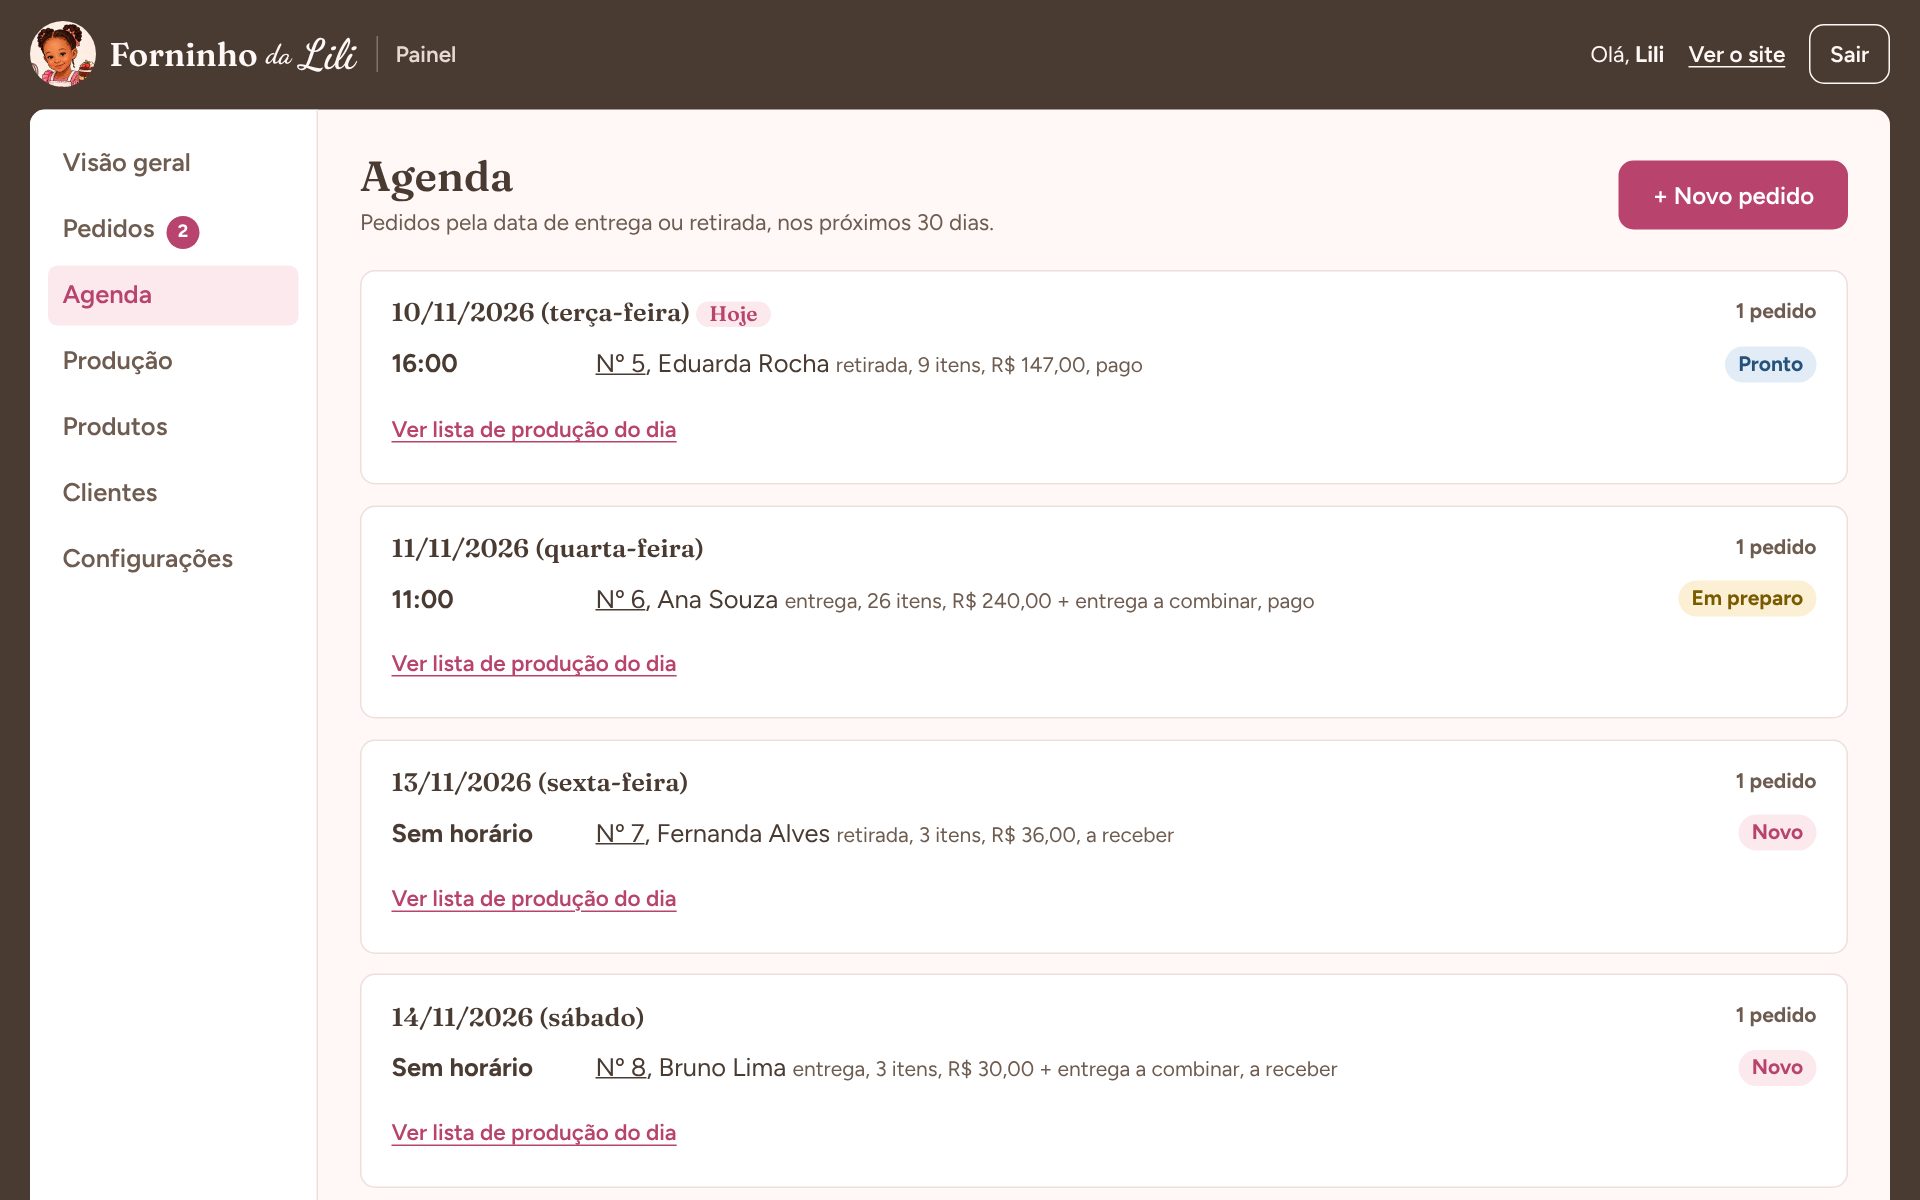 Forninho da Lili Painel Olá, Lili Ver o site Sair
Visão geral
Pedidos 2
Agenda
Produção
Produtos
Clientes
Configurações
Agenda
Pedidos pela data de entrega ou retirada, nos próximos 30 dias.
+ Novo pedido
10/11/2026 (terça-feira) Hoje 1 pedido
16:00 Nº 5, Eduarda Rocha retirada, 9 itens, R$ 147,00, pago Pronto
Ver lista de produção do dia
11/11/2026 (quarta-feira) 1 pedido
11:00 Nº 6, Ana Souza entrega, 26 itens, R$ 240,00 + entrega a combinar, pago Em preparo
Ver lista de produção do dia
13/11/2026 (sexta-feira) 1 pedido
Sem horário Nº 7, Fernanda Alves retirada, 3 itens, R$ 36,00, a receber Novo
Ver lista de produção do dia
14/11/2026 (sábado) 1 pedido
Sem horário Nº 8, Bruno Lima entrega, 3 itens, R$ 30,00 + entrega a combinar, a receber Novo
Ver lista de produção do dia